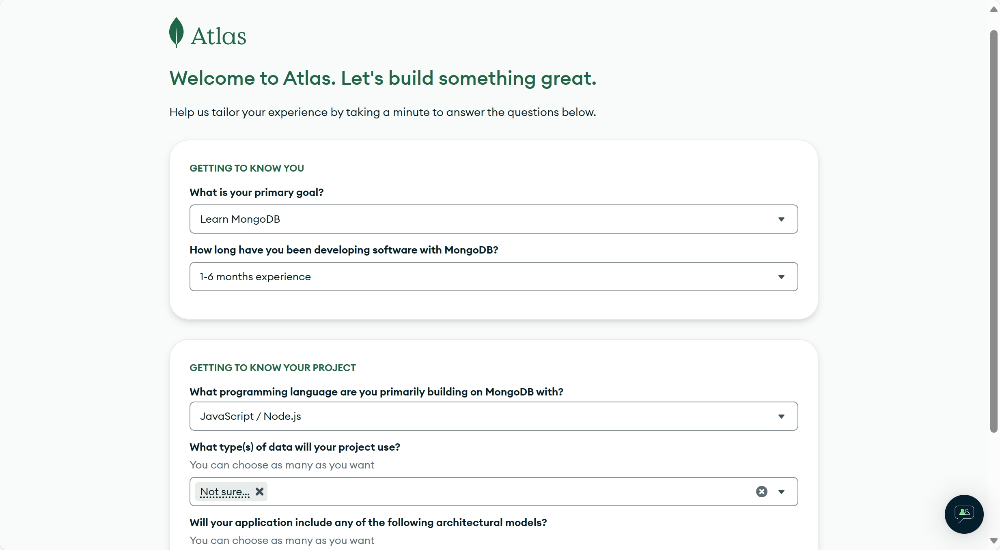 Atlas
Welcome to Atlas. Let's build something great.
Help us tailor your experience by taking a minute to answer the questions below.
GETTING TO KNOW YOU
What is your primary goal?
Learn MongoDB
How long have you been developing software with MongoDB?
1-6 months experience
GETTING TO KNOW YOUR PROJECT
What programming language are you primarily building on MongoDB with?
JavaScript / Node.js
What type(s) of data will your project use?
You can choose as many as you want
Not sure...
Will your application include any of the following architectural models?
You can choose as many as you want